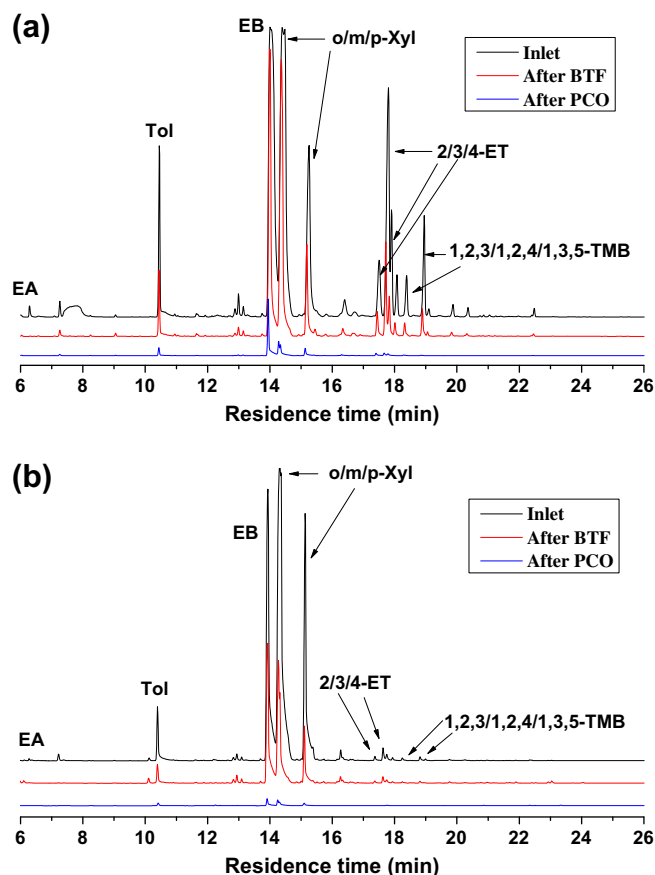 (a)
EB
o/m/p-Xyl
Inlet
After BTF
After PCO
Tol
2/3/4-ET
1,2,3/1,2,4/1,3,5-TMB
EA
6 8 10 12 14 16 18 20 22 24 26
Residence time (min)
(b)
o/m/p-Xyl
Inlet
After BTF
After PCO
EB
Tol
2/3/4-ET
1,2,3/1,2,4/1,3,5-TMB
EA
6 8 10 12 14 16 18 20 22 24 26
Residence time (min)